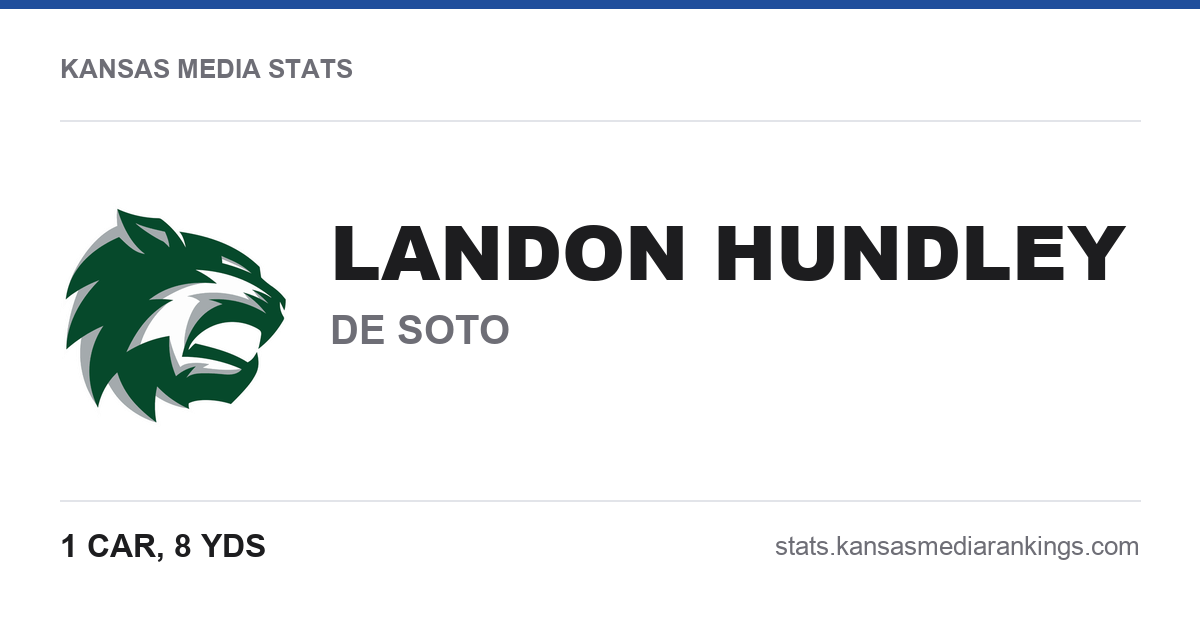 KANSAS MEDIA STATS
LANDON HUNDLEY
DE SOTO
1 CAR, 8 YDS
stats.kansasmediarankings.com